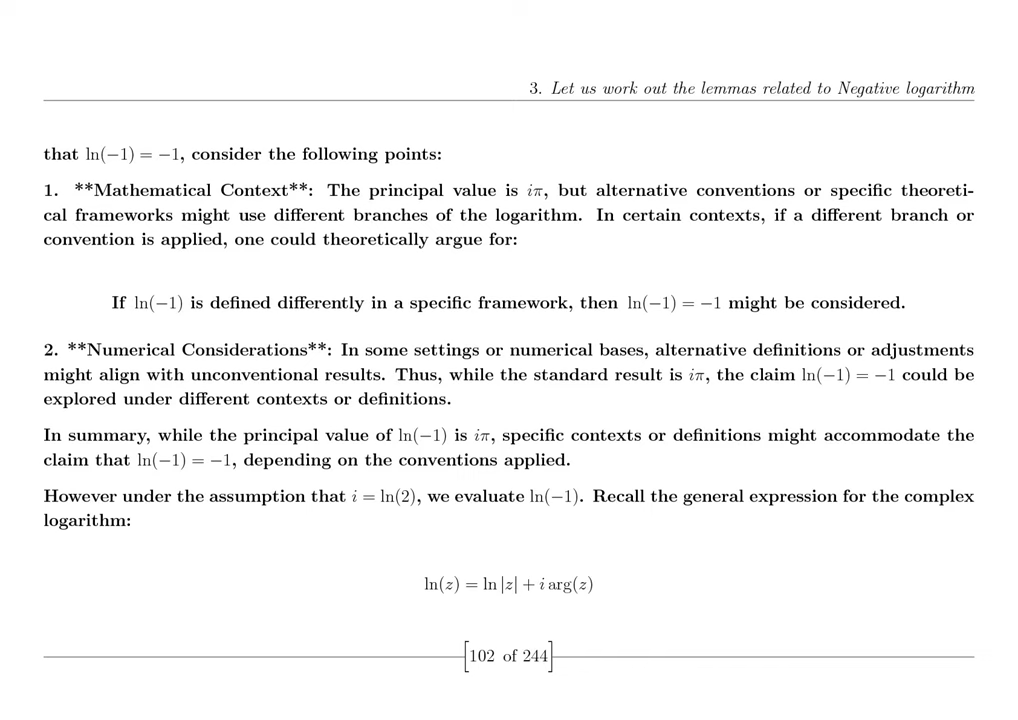 3. Let us work out the lemmas related to Negative logarithm
that ln(−1) = −1, consider the following points:
1. **Mathematical Context**: The principal value is iπ, but alternative conventions or specific theoreti-
cal frameworks might use different branches of the logarithm. In certain contexts, if a different branch or
convention is applied, one could theoretically argue for:
If ln(−1) is defined differently in a specific framework, then ln(−1) = −1 might be considered.
2. **Numerical Considerations**: In some settings or numerical bases, alternative definitions or adjustments
might align with unconventional results. Thus, while the standard result is iπ, the claim ln(−1) = −1 could be
explored under different contexts or definitions.
In summary, while the principal value of ln(−1) is iπ, specific contexts or definitions might accommodate the
claim that ln(−1) = −1, depending on the conventions applied.
However under the assumption that i = ln(2), we evaluate ln(−1). Recall the general expression for the complex
logarithm:
ln(z) = ln |z| + i arg(z)
[102 of 244]